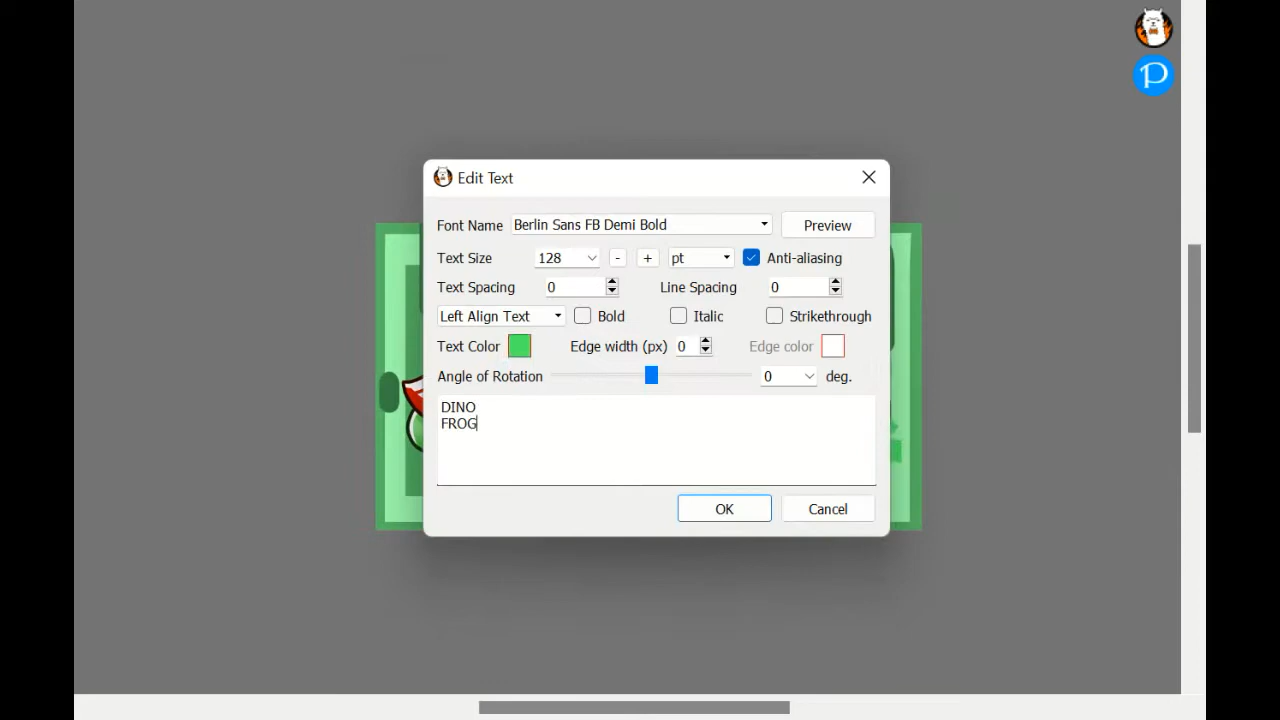 Edit Text
Font Name Berlin Sans FB Demi Bold Preview
Text Size 128 - + pt Anti-aliasing
Text Spacing 0 Line Spacing 0
Left Align Text Bold Italic Strikethrough
Text Color Edge width (px) 0 Edge color
Angle of Rotation 0 deg.
DINO
FROG
OK Cancel
P